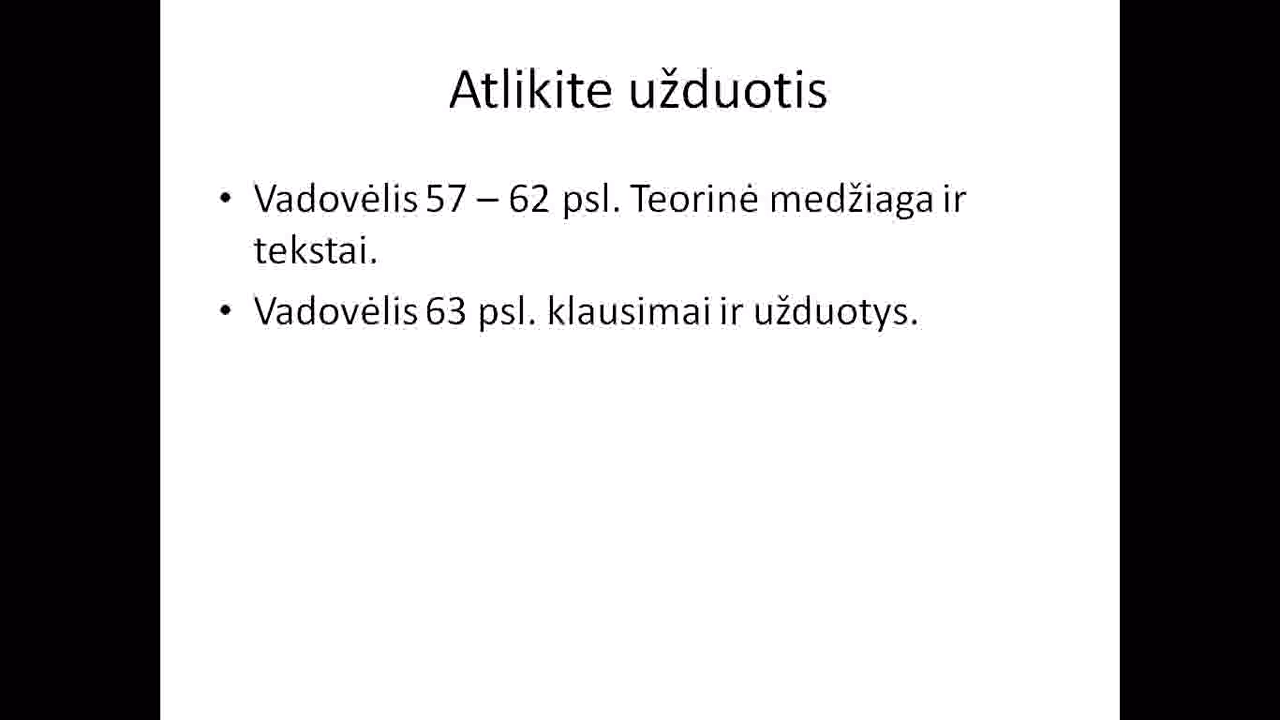 Atlikite užduotis
• Vadovėlis 57 – 62 psl. Teorinė medžiaga ir
tekstai.
• Vadovėlis 63 psl. klausimai ir užduotys.